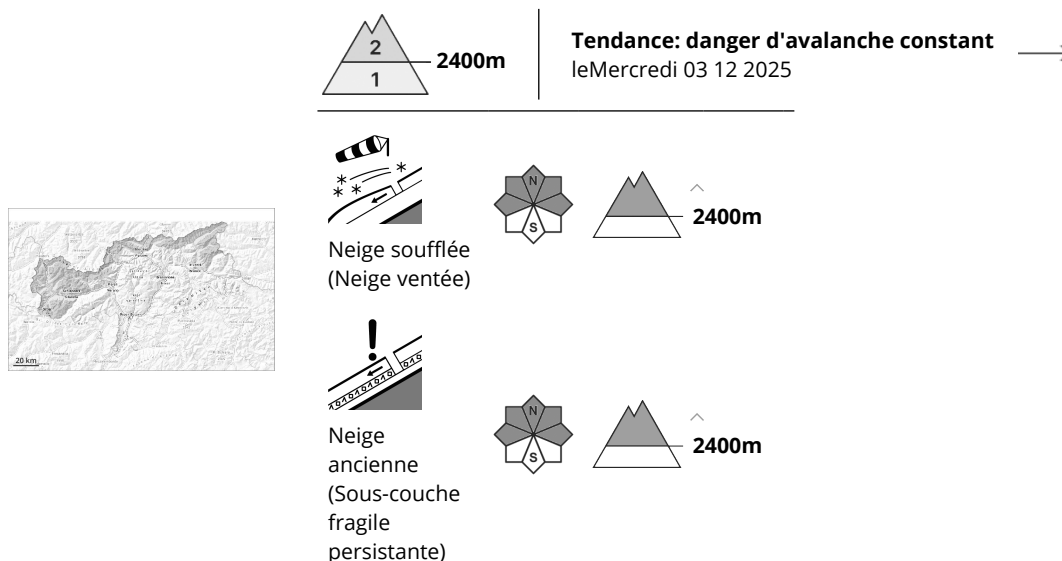 2
2400m
1
Tendance: danger d'avalanche constant
leMercredi 03 12 2025
N
S
2400m
Neige soufflée
(Neige ventée)
20 km
N
S
2400m
Neige
ancienne
(Sous-couche
fragile
persistante)